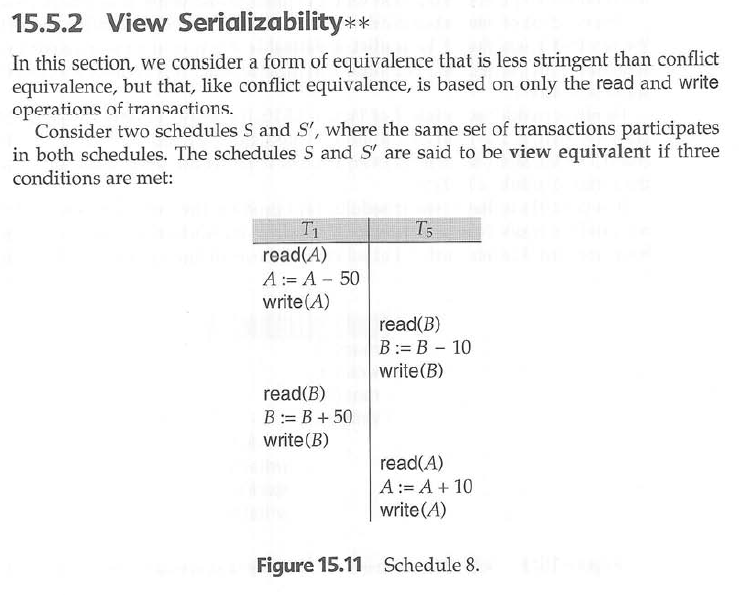 15.5.2 View Serializability**
In this section, we consider a form of equivalence that is less stringent than conflict
equivalence, but that, like conflict equivalence, is based on only the read and write
operations of transactions.
Consider two schedules S and S′, where the same set of transactions participates
in both schedules. The schedules S and S′ are said to be view equivalent if three
conditions are met:
T1 T5
read(A)
A := A − 50
write(A)
read(B)
B := B − 10
write(B)
read(B)
B := B + 50
write(B)
read(A)
A := A + 10
write(A)
Figure 15.11 Schedule 8.